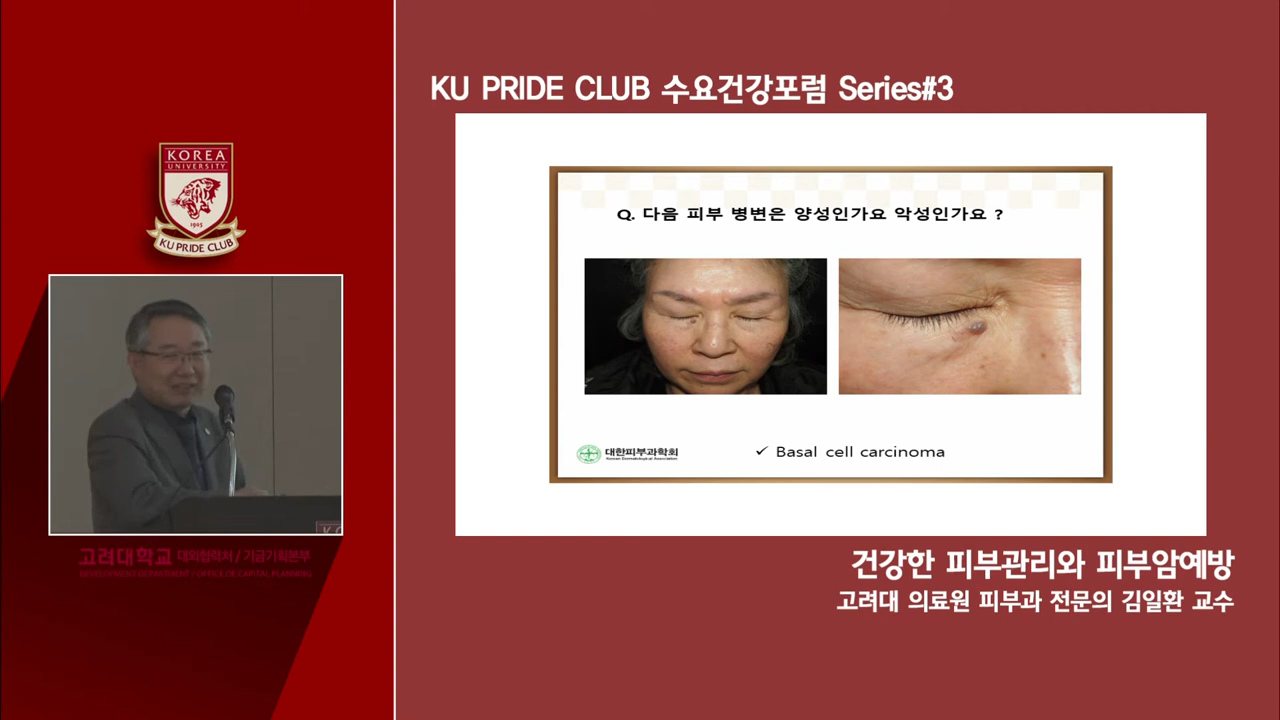 KU PRIDE CLUB 수요건강포럼 Series#3
KOREA
UNIVERSITY
1905
KU PRIDE CLUB
Q. 다음 피부 병변은 양성인가요 악성인가요 ?
대한피부과학회
Korean Dermatological Association
✓ Basal cell carcinoma
고려대학교 대외협력처 / 기금기획본부
DEVELOPMENT DEPARTMENT / OFFICE OF CAPITAL PLANNING
건강한 피부관리와 피부암예방
고려대 의료원 피부과 전문의 김일환 교수